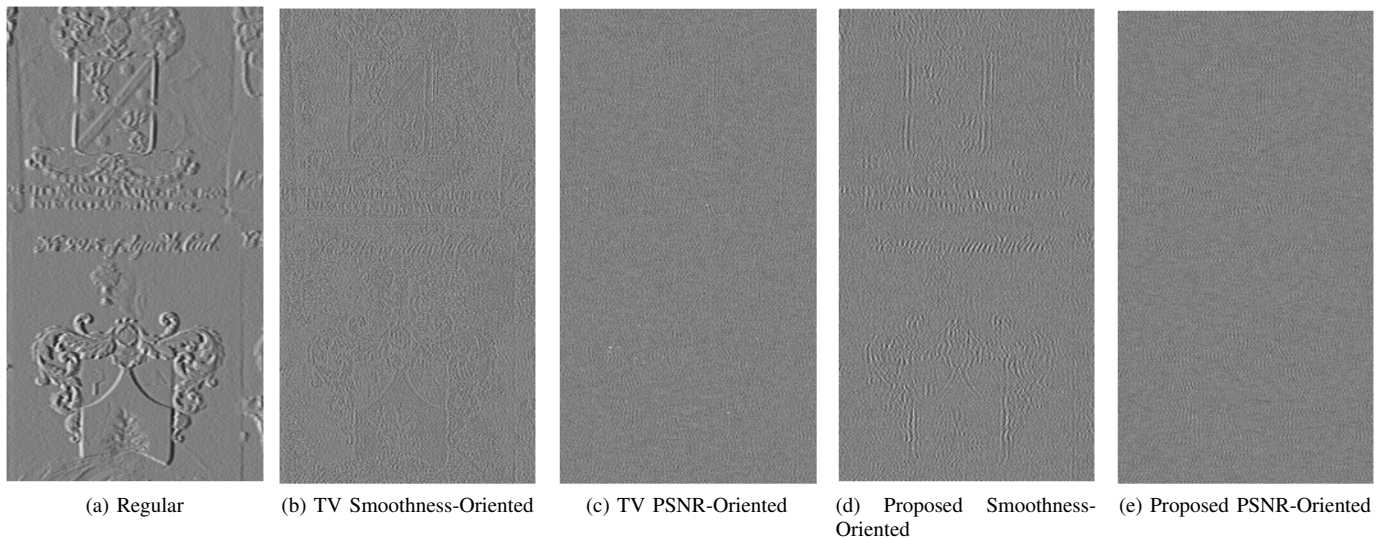 (a) Regular
(b) TV Smoothness-Oriented
(c) TV PSNR-Oriented
(d) Proposed Smoothness-
Oriented
(e) Proposed PSNR-Oriented